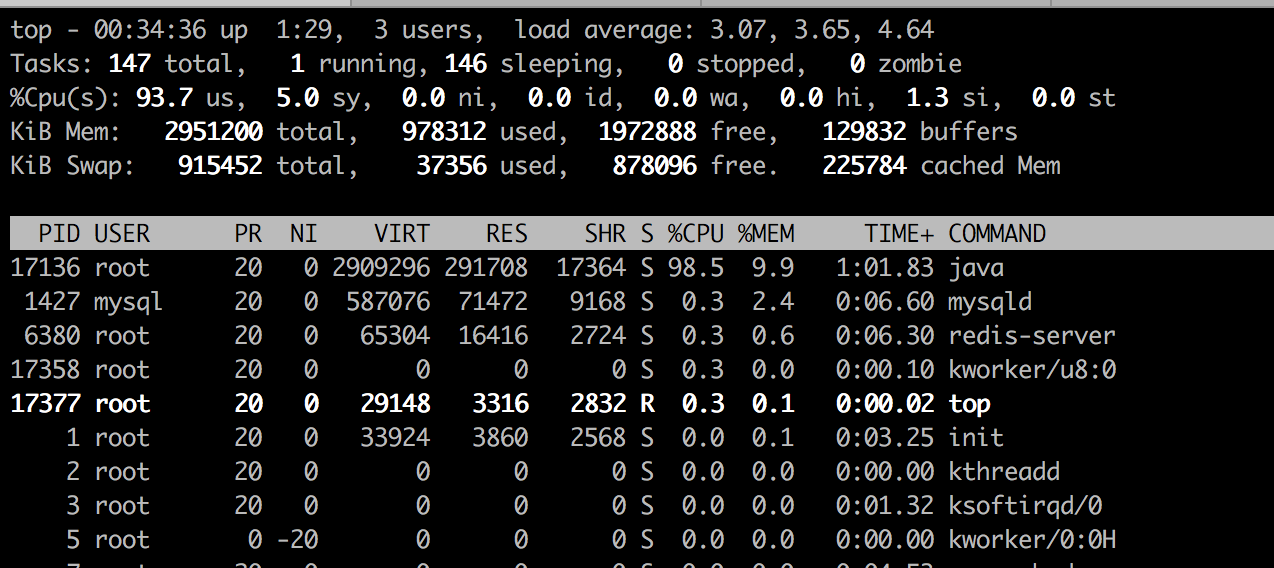 top - 00:34:36 up  1:29,  3 users,  load average: 3.07, 3.65, 4.64
Tasks: 147 total,   1 running, 146 sleeping,   0 stopped,   0 zombie
%Cpu(s): 93.7 us,  5.0 sy,  0.0 ni,  0.0 id,  0.0 wa,  0.0 hi,  1.3 si,  0.0 st
KiB Mem:   2951200 total,   978312 used,  1972888 free,   129832 buffers
KiB Swap:   915452 total,    37356 used,   878096 free.   225784 cached Mem
  PID USER      PR  NI    VIRT    RES    SHR S %CPU %MEM     TIME+ COMMAND
17136 root      20   0 2909296 291708  17364 S 98.5  9.9   1:01.83 java
 1427 mysql     20   0  587076  71472   9168 S  0.3  2.4   0:06.60 mysqld
 6380 root      20   0   65304  16416   2724 S  0.3  0.6   0:06.30 redis-server
17358 root      20   0       0      0      0 S  0.3  0.0   0:00.10 kworker/u8:0
17377 root      20   0   29148   3316   2832 R  0.3  0.1   0:00.02 top
    1 root      20   0   33924   3860   2568 S  0.0  0.1   0:03.25 init
    2 root      20   0       0      0      0 S  0.0  0.0   0:00.00 kthreadd
    3 root      20   0       0      0      0 S  0.0  0.0   0:01.32 ksoftirqd/0
    5 root       0 -20       0      0      0 S  0.0  0.0   0:00.00 kworker/0:0H